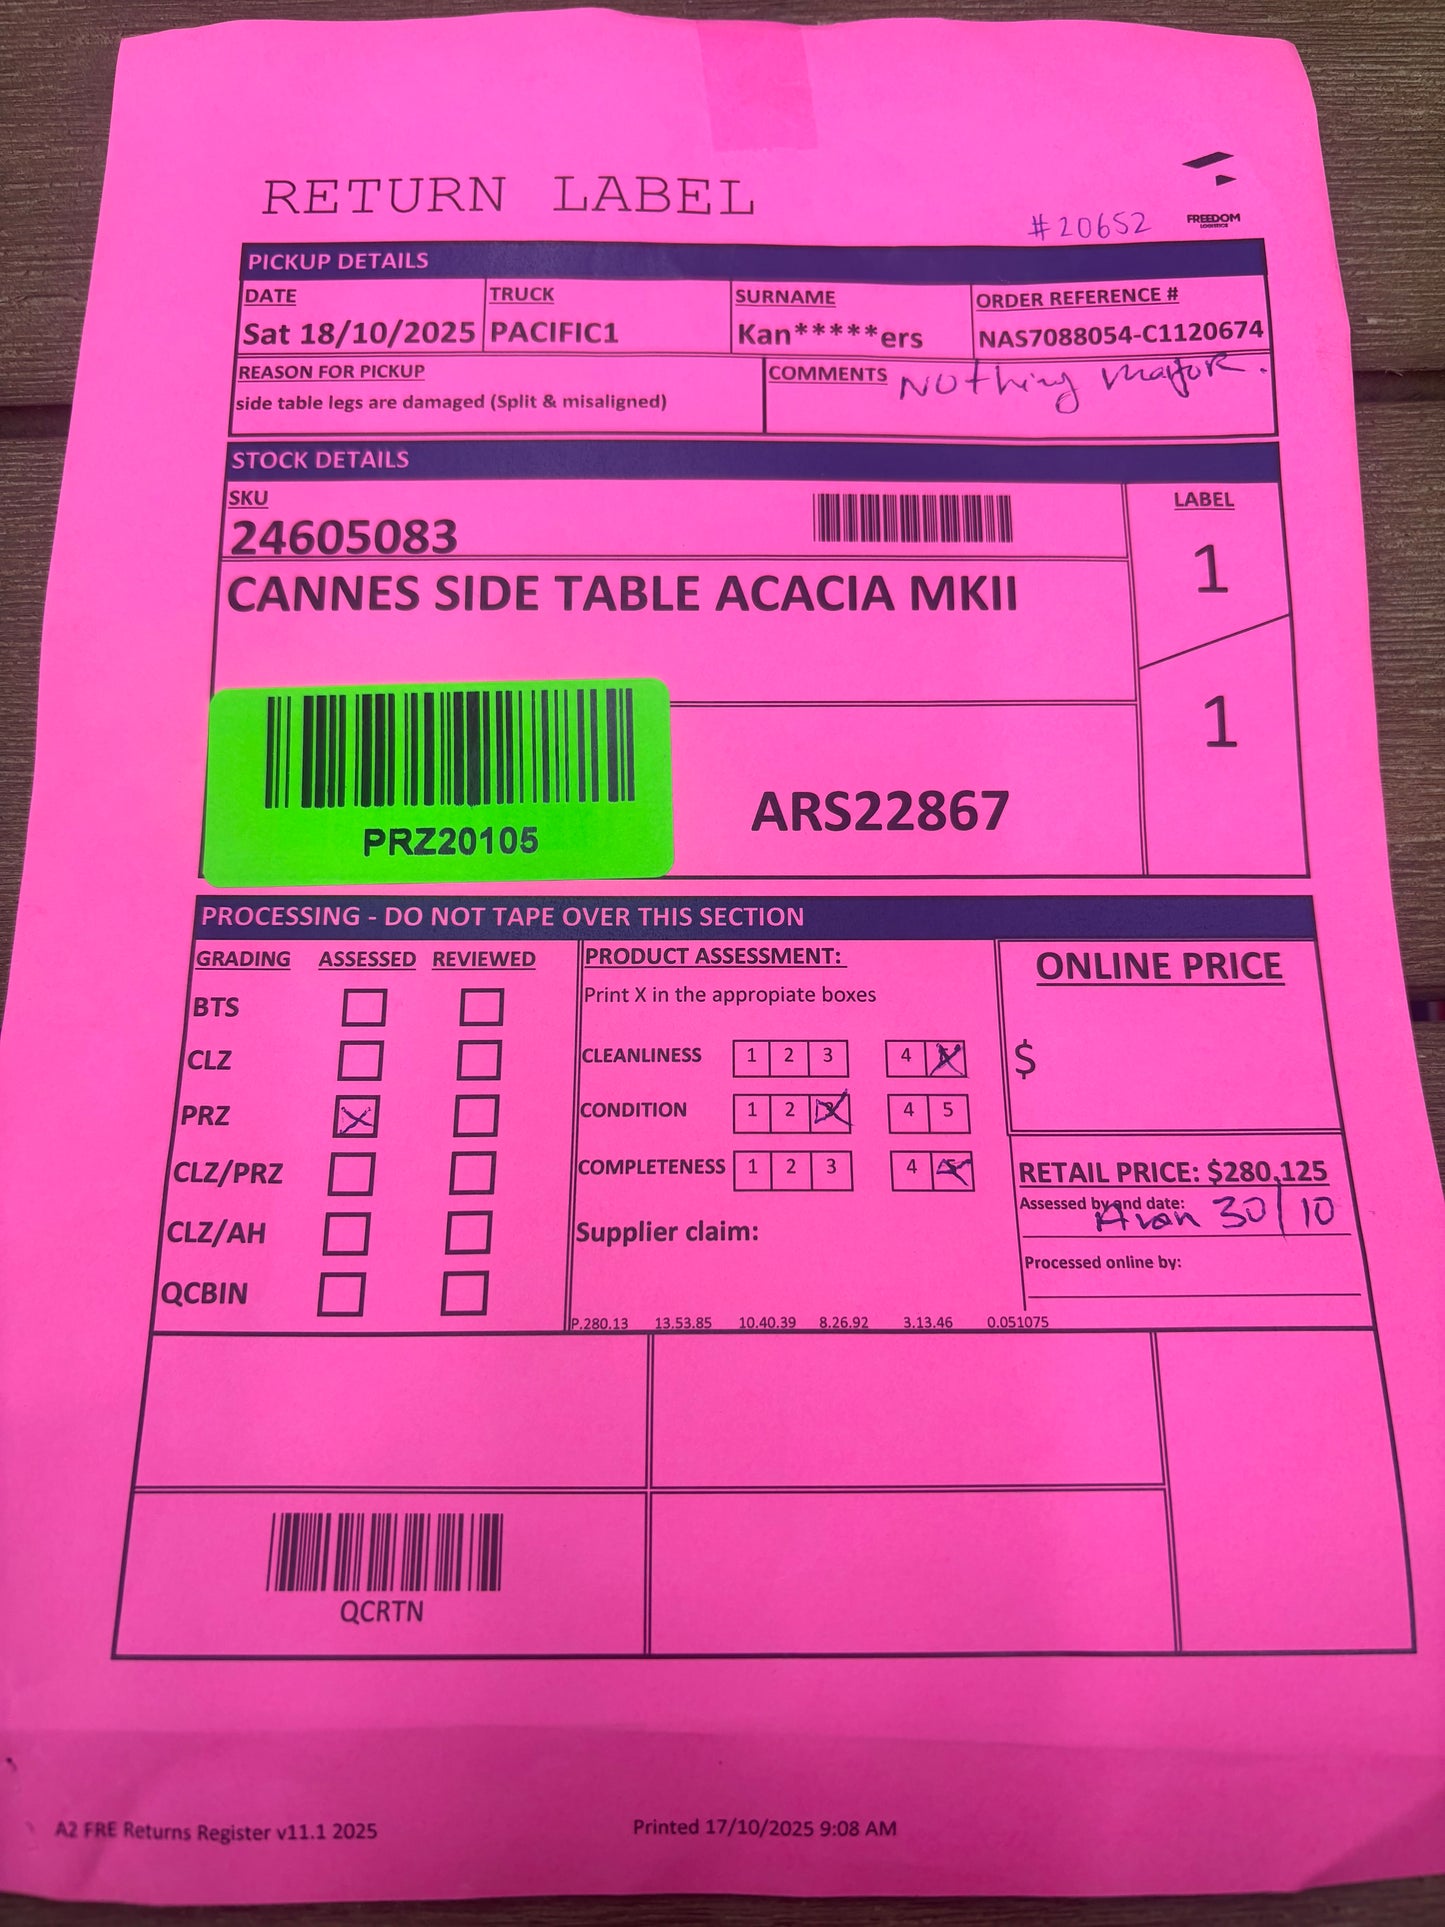 RETURN LABEL
#20652
FREEDOM
LOGISTICS
PICKUP DETAILS
DATE TRUCK SURNAME ORDER REFERENCE #
Sat 18/10/2025 PACIFIC1 Kan*****ers NAS7088054-C1120674
REASON FOR PICKUP COMMENTS Nothing major.
side table legs are damaged (Split & misaligned)
STOCK DETAILS
SKU LABEL
24605083
1
CANNES SIDE TABLE ACACIA MKII
1
ARS22867
PRZ20105
PROCESSING - DO NOT TAPE OVER THIS SECTION
GRADING ASSESSED REVIEWED PRODUCT ASSESSMENT: ONLINE PRICE
Print X in the appropiate boxes
BTS
CLZ CLEANLINESS 1 2 3 4 X $
PRZ X CONDITION 1 2 X 4 5
CLZ/PRZ COMPLETENESS 1 2 3 4 X RETAIL PRICE: $280,125
Assessed by and date:
30/10
CLZ/AH Supplier claim:
Processed online by:
QCBIN
P.280.13 13.53.85 10.40.39 8.26.92 3.13.46 0.051075
QCRTN
A2 FRE Returns Register v11.1 2025 Printed 17/10/2025 9:08 AM